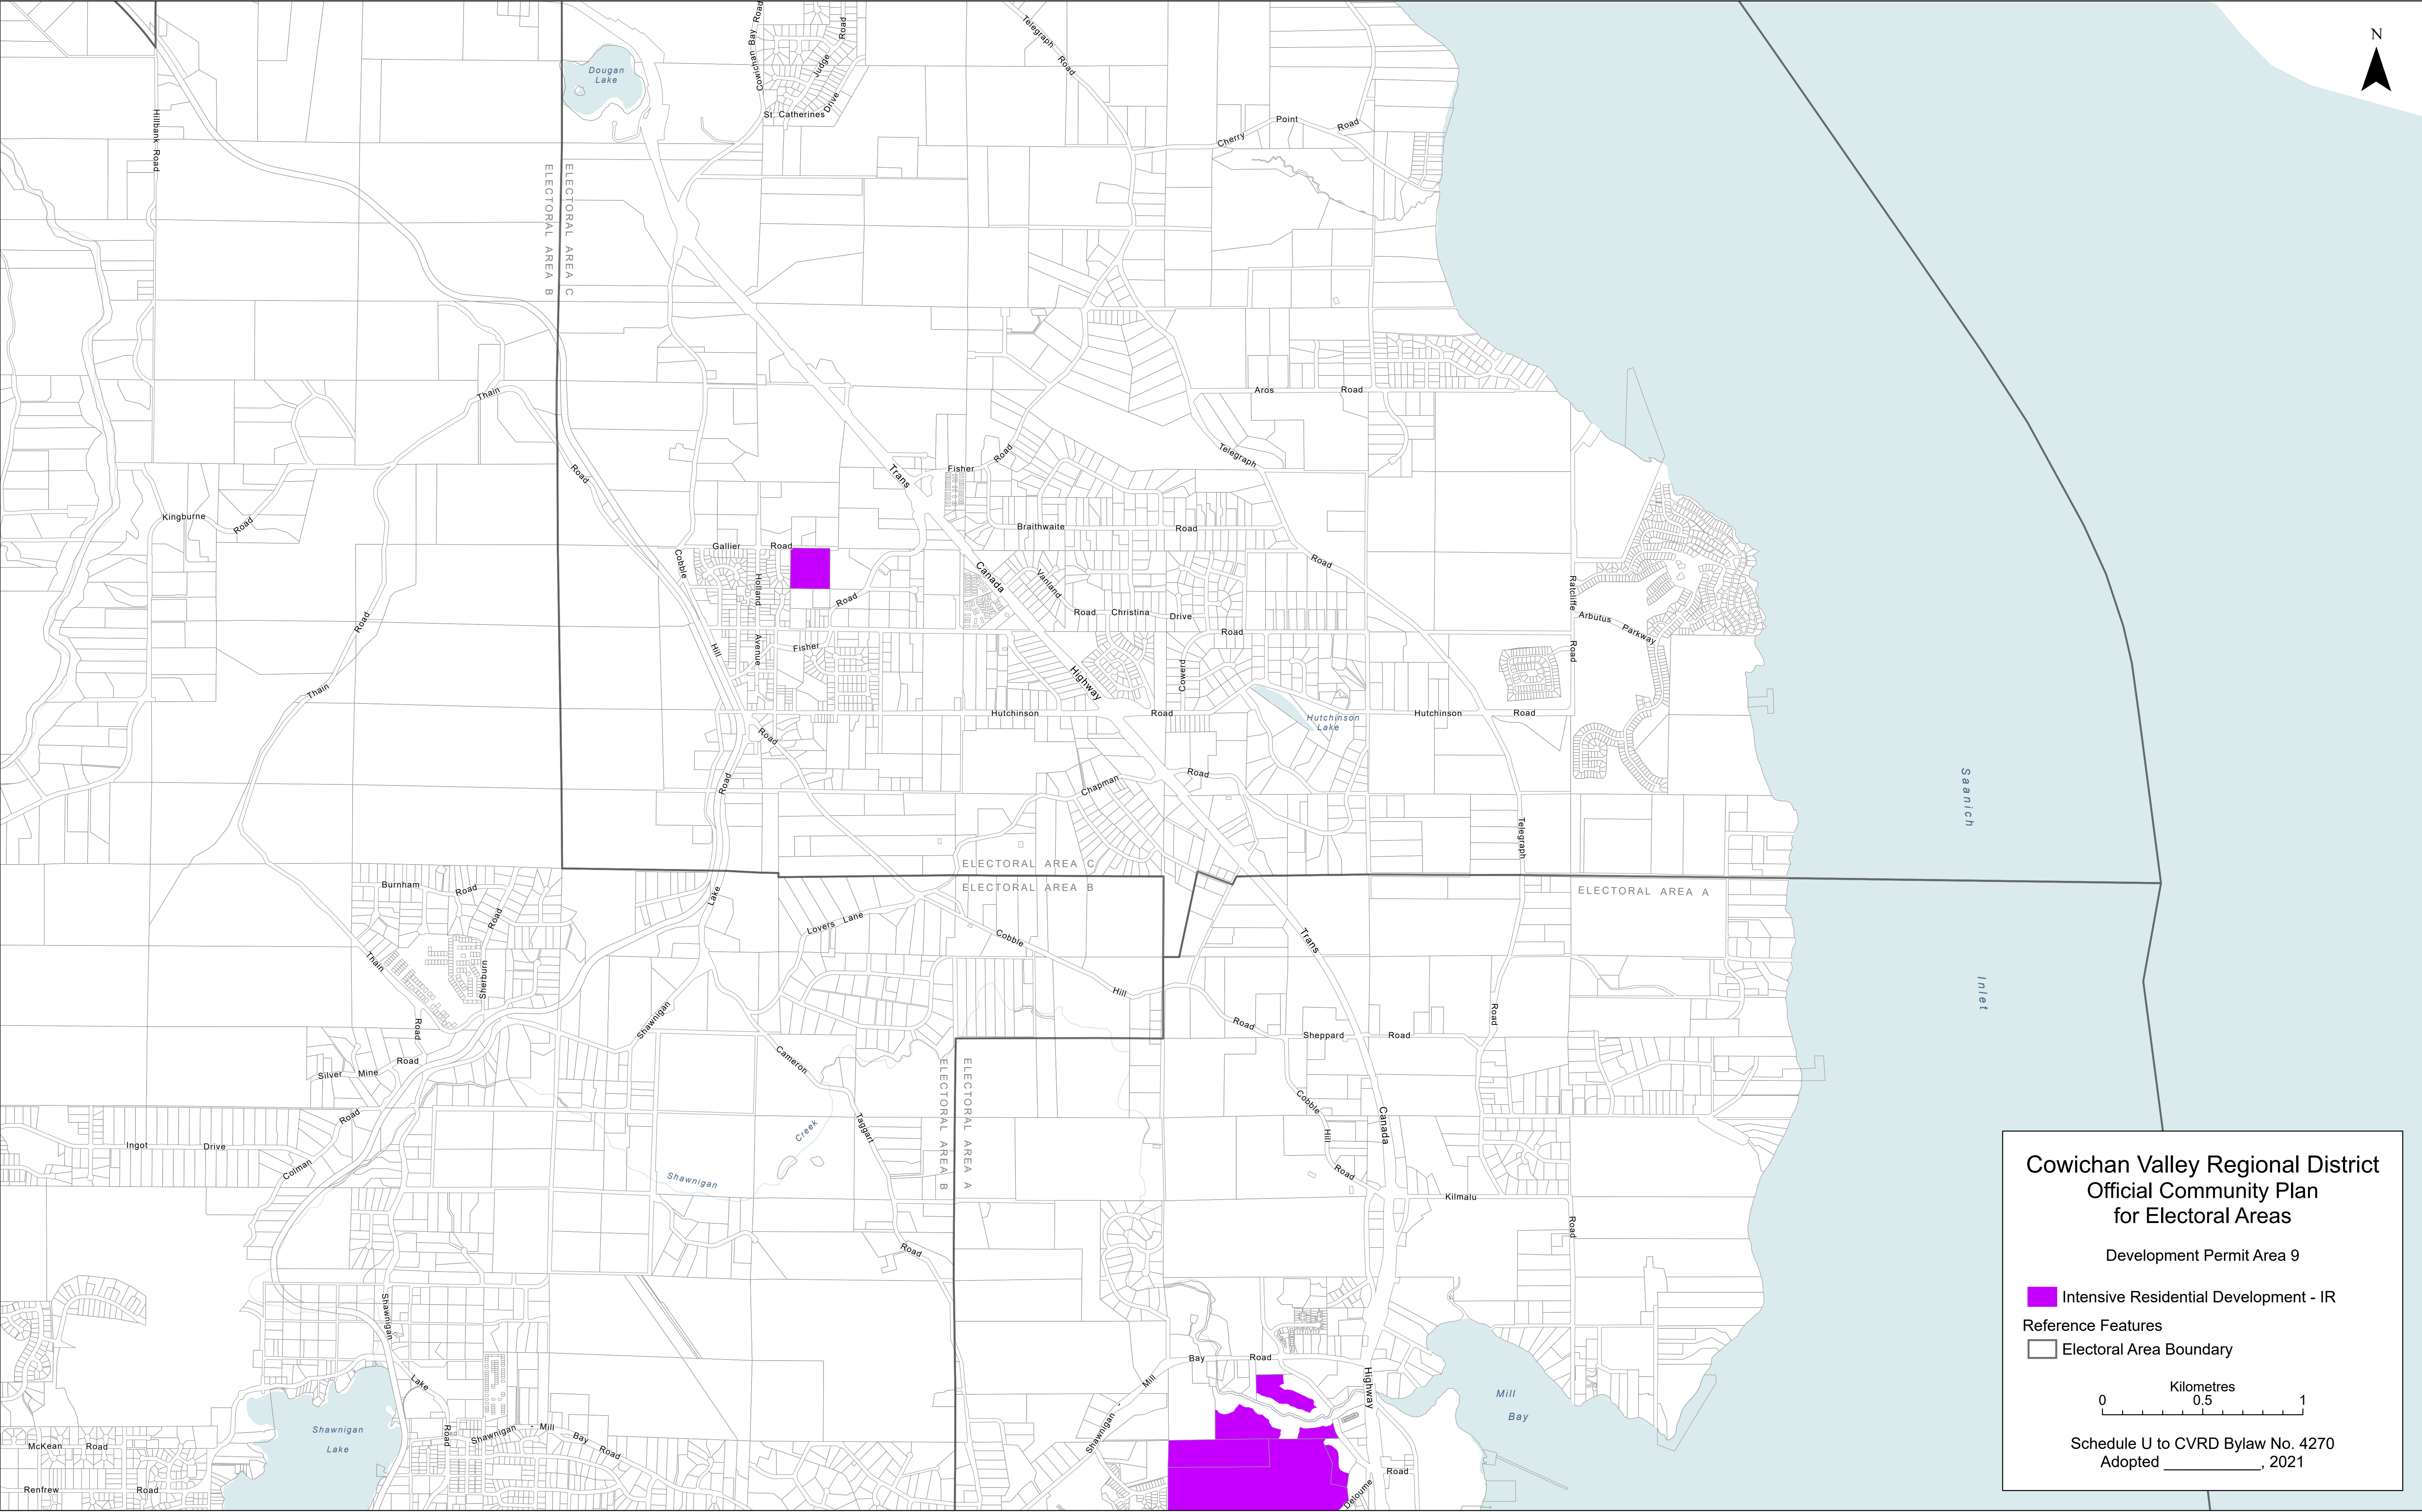 N
Dougan
Lake
Cowichan Bay Road
Judge
Road
St. Catherines
Drive
Telegraph
Road
Cherry
Point
Road
Hillbank Road
ELECTORAL AREA B
ELECTORAL AREA C
Thain
Road
Aros
Road
Fisher
Road
Trans
Telegraph
Kingburne
Road
Braithwaite
Road
Gallier
Road
Cobble
Holland
Canada
Vanland
Road
Road
Ratcliffe
Road
Christina
Drive
Arbutus
Parkway
Road
Road
Hill
Avenue
Fisher
Road
Coward
Highway
Thain
Hutchinson
Road
Hutchinson
Lake
Hutchinson
Road
Road
Road
Chapman
Road
Saanich
Telegraph
ELECTORAL AREA C
ELECTORAL AREA B
ELECTORAL AREA A
Burnham
Road
Road
Lake
Lovers
Lane
Cobble
Trans
Thain
Sherburn
Hill
Inlet
Road
Shawnigan
Road
Sheppard
Road
Road
Road
Silver
Mine
Cameron
ELECTORAL AREA B
ELECTORAL AREA A
Cobble
Hill
Road
Canada
Road
Ingot
Drive
Colman
Creek
Taggart
Shawnigan
Kilmalu
Road
Road
Shawnigan
Lake
Road
Bay
Road
Mill
-
Shawnigan
Highway
Mill
Bay
Shawnigan
Lake
McKean
Road
Shawnigan
-
Mill
Bay
Road
Renfrew
Road
Road
Deloume
Cowichan Valley Regional District
Official Community Plan
for Electoral Areas
Development Permit Area 9
Intensive Residential Development - IR
Reference Features
Electoral Area Boundary
Kilometres
0 0.5 1
Schedule U to CVRD Bylaw No. 4270
Adopted ____________, 2021